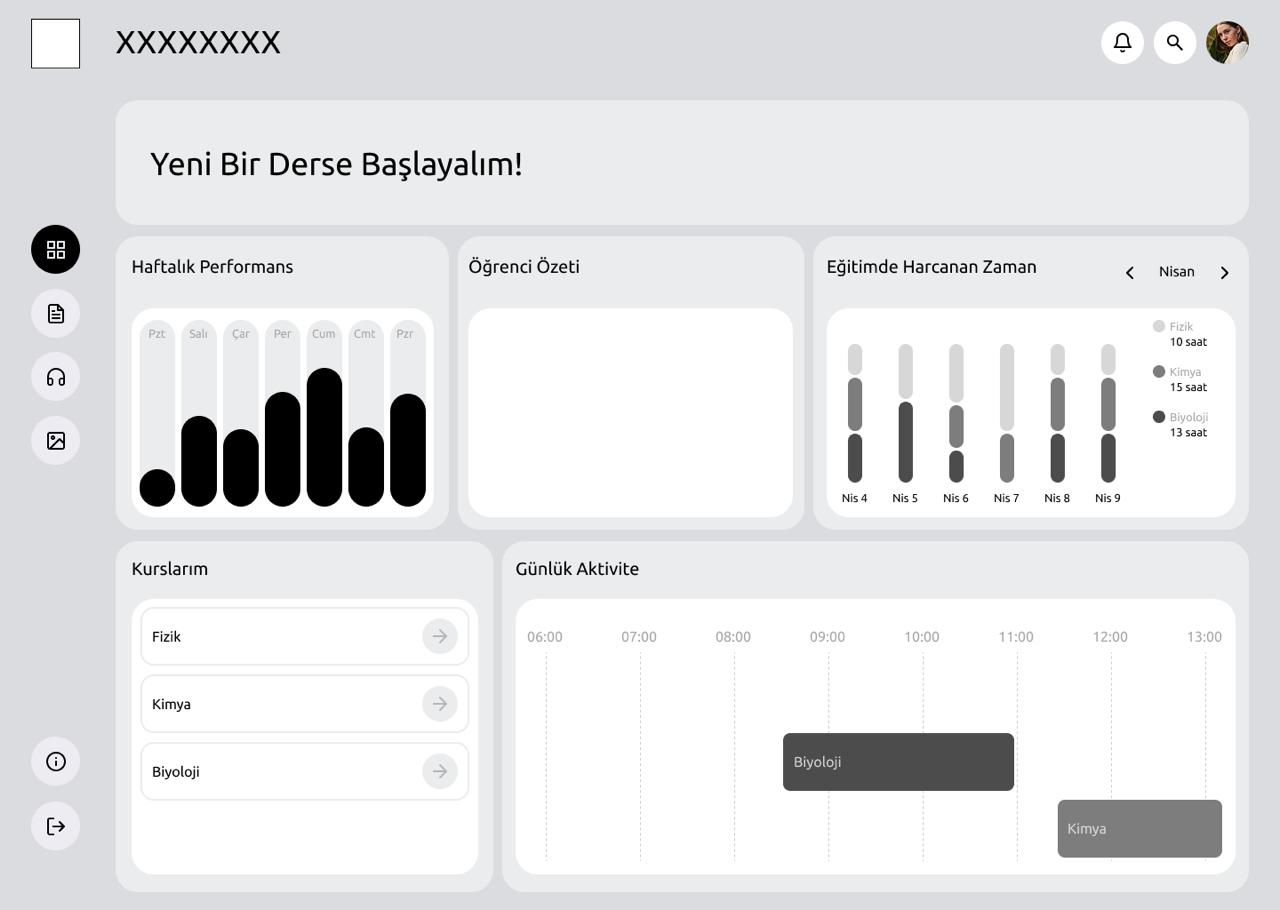 XXXXXXXX
Yeni Bir Derse Başlayalım!
Haftalık Performans
Pzt Salı Çar Per Cum Cmt Pzr
Öğrenci Özeti
Eğitimde Harcanan Zaman
Nisan
Fizik
10 saat
Kimya
15 saat
Biyoloji
13 saat
Nis 4 Nis 5 Nis 6 Nis 7 Nis 8 Nis 9
Kurslarım
Fizik
Kimya
Biyoloji
Günlük Aktivite
06:00 07:00 08:00 09:00 10:00 11:00 12:00 13:00
Biyoloji
Kimya